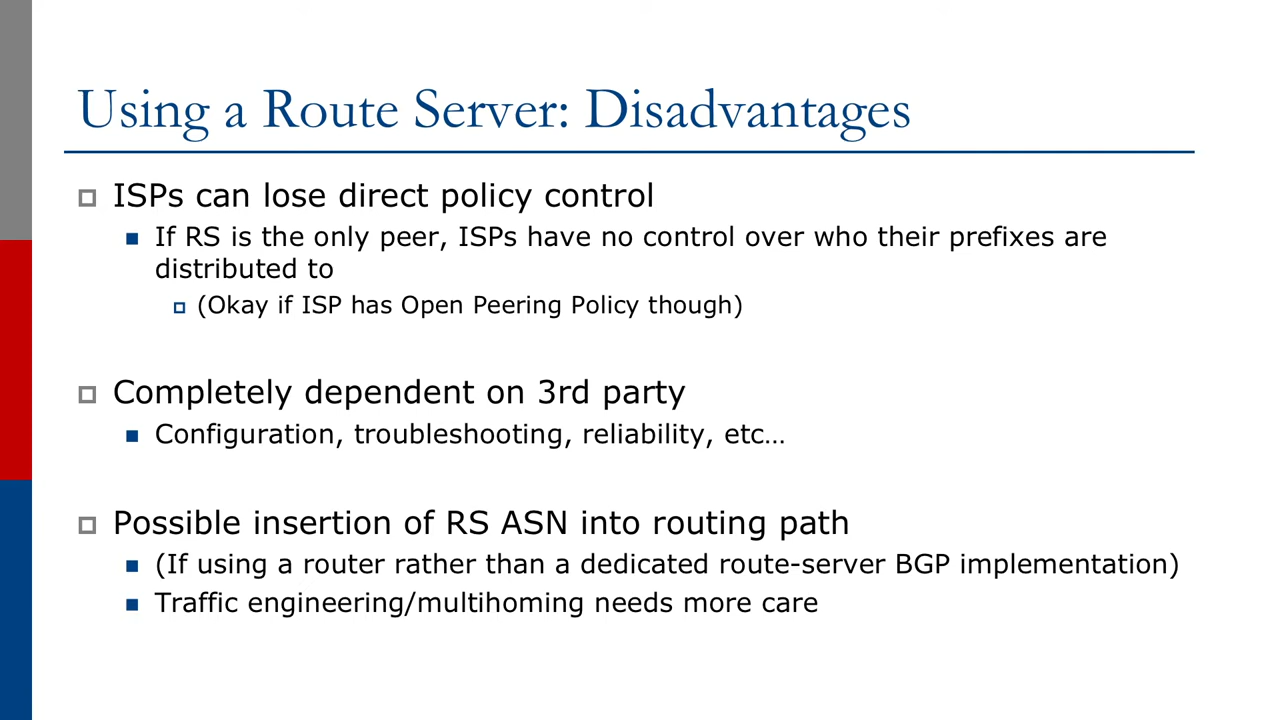 Using a Route Server: Disadvantages
ISPs can lose direct policy control
If RS is the only peer, ISPs have no control over who their prefixes are
distributed to
(Okay if ISP has Open Peering Policy though)
Completely dependent on 3rd party
Configuration, troubleshooting, reliability, etc…
Possible insertion of RS ASN into routing path
(If using a router rather than a dedicated route-server BGP implementation)
Traffic engineering/multihoming needs more care